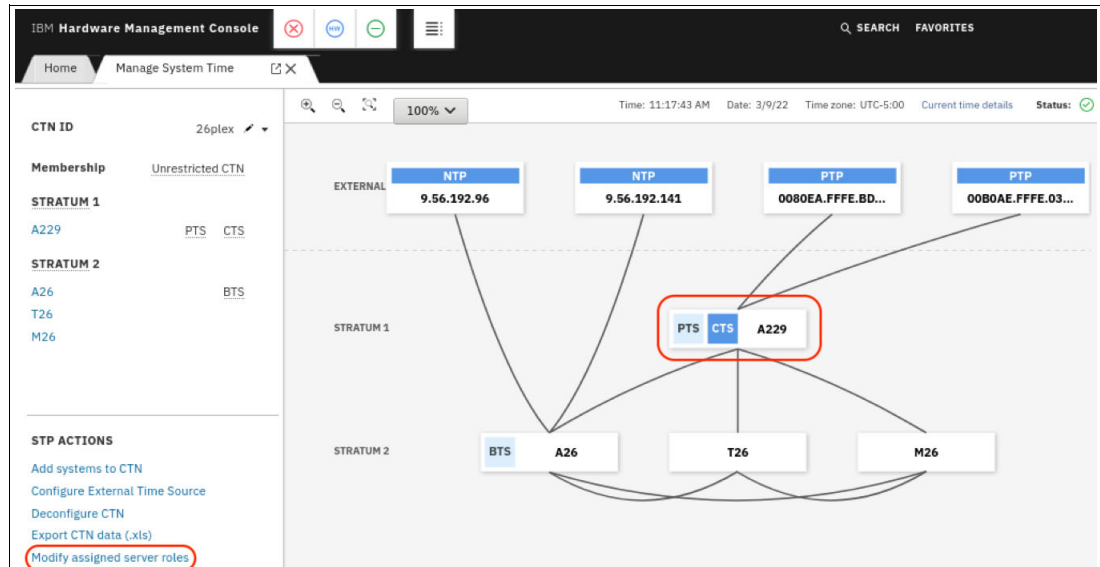 IBM Hardware Management Console
HW
SEARCH FAVORITES
Home
Manage System Time
100%
Time: 11:17:43 AM Date: 3/9/22 Time zone: UTC-5:00 Current time details Status:
CTN ID 26plex
Membership Unrestricted CTN
STRATUM 1
A229 PTS CTS
STRATUM 2
A26 BTS
T26
M26
STP ACTIONS
Add systems to CTN
Configure External Time Source
Deconfigure CTN
Export CTN data (.xls)
Modify assigned server roles
EXTERNAL
NTP
9.56.192.96
NTP
9.56.192.141
PTP
0080EA.FFFE.BD...
PTP
00B0AE.FFFE.03...
STRATUM 1
PTS CTS A229
STRATUM 2
BTS A26
T26
M26